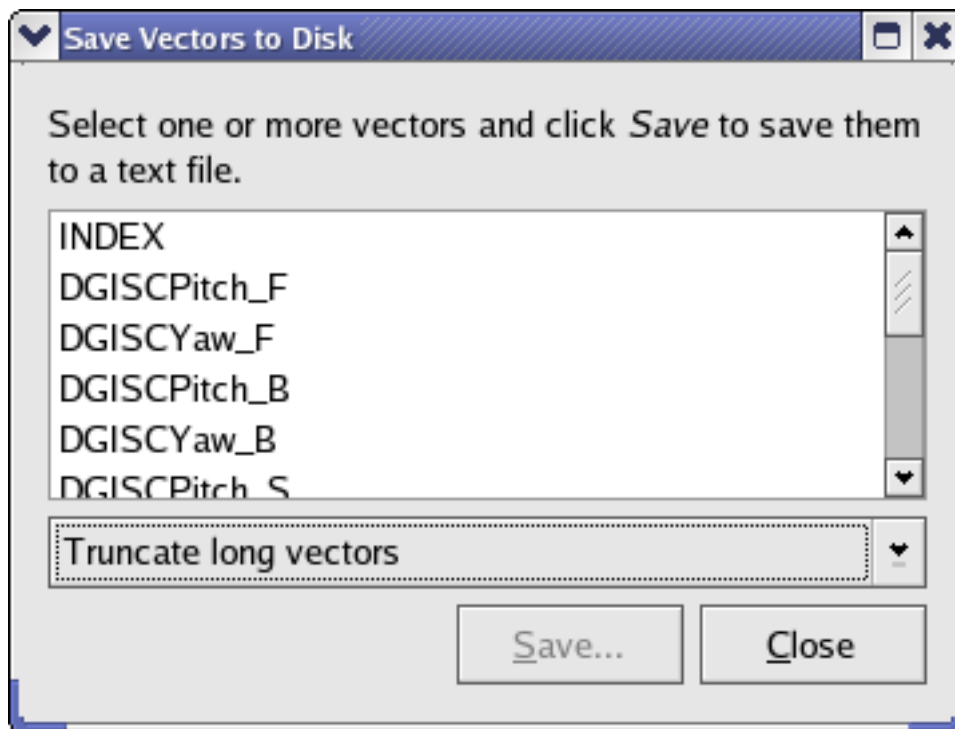 Save Vectors to Disk
Select one or more vectors and click Save to save them
to a text file.
INDEX
DGISCPitch_F
DGISCYaw_F
DGISCPitch_B
DGISCYaw_B
DGISCPitch_S
Truncate long vectors
Save...
Close